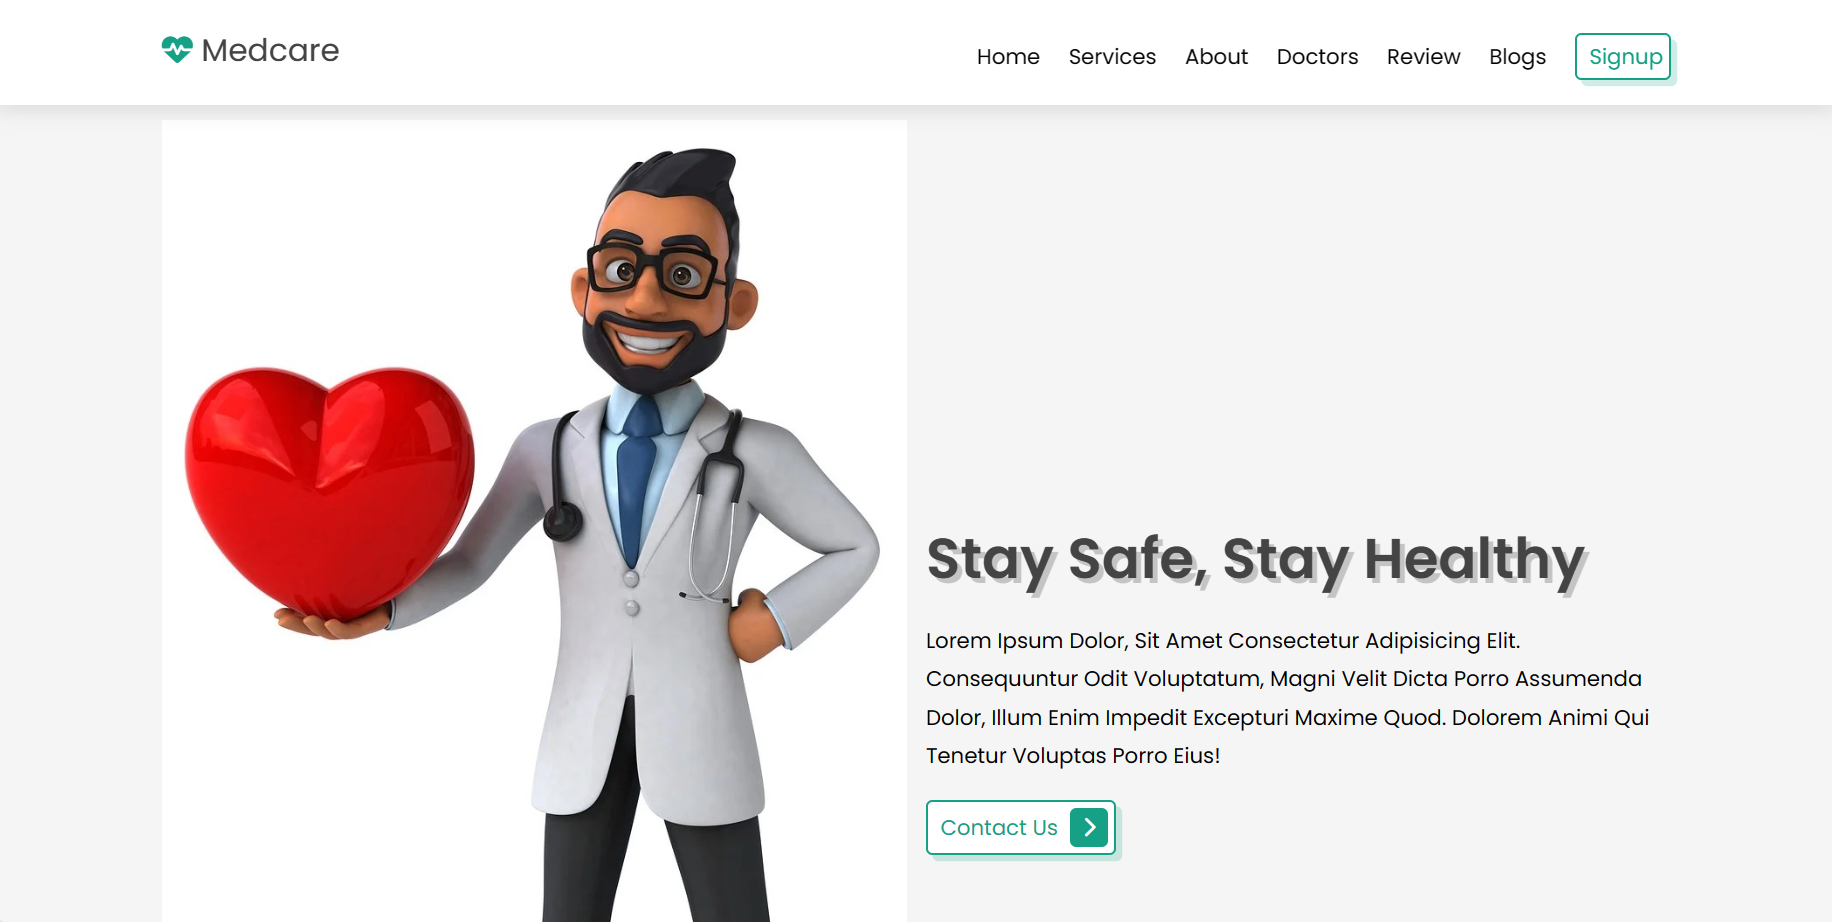 Medcare
Home Services About Doctors Review Blogs Signup
Stay Safe, Stay Healthy
Lorem Ipsum Dolor, Sit Amet Consectetur Adipisicing Elit.
Consequuntur Odit Voluptatum, Magni Velit Dicta Porro Assumenda
Dolor, Illum Enim Impedit Excepturi Maxime Quod. Dolorem Animi Qui
Tenetur Voluptas Porro Eius!
Contact Us